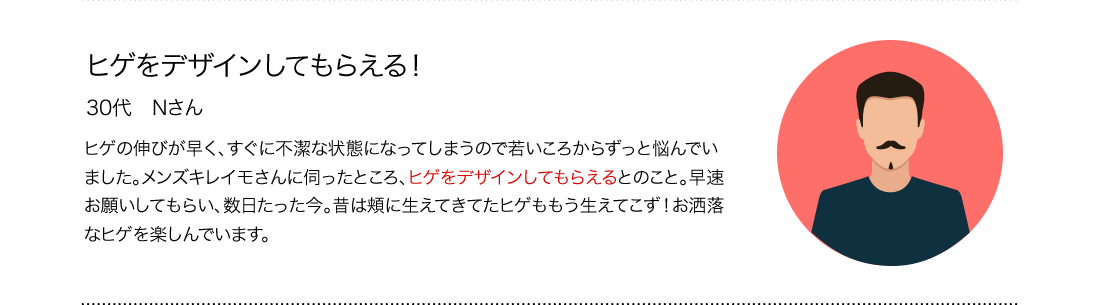 ヒゲをデザインしてもらえる！
30代　Nさん
ヒゲの伸びが早く、すぐに不潔な状態になってしまうので若いころからずっと悩んでい
ました。メンズキレイモさんに伺ったところ、ヒゲをデザインしてもらえるとのこと。早速
お願いしてもらい、数日たった今。昔は頬に生えてきてたヒゲももう生えてこず！お洒落
なヒゲを楽しんでいます。